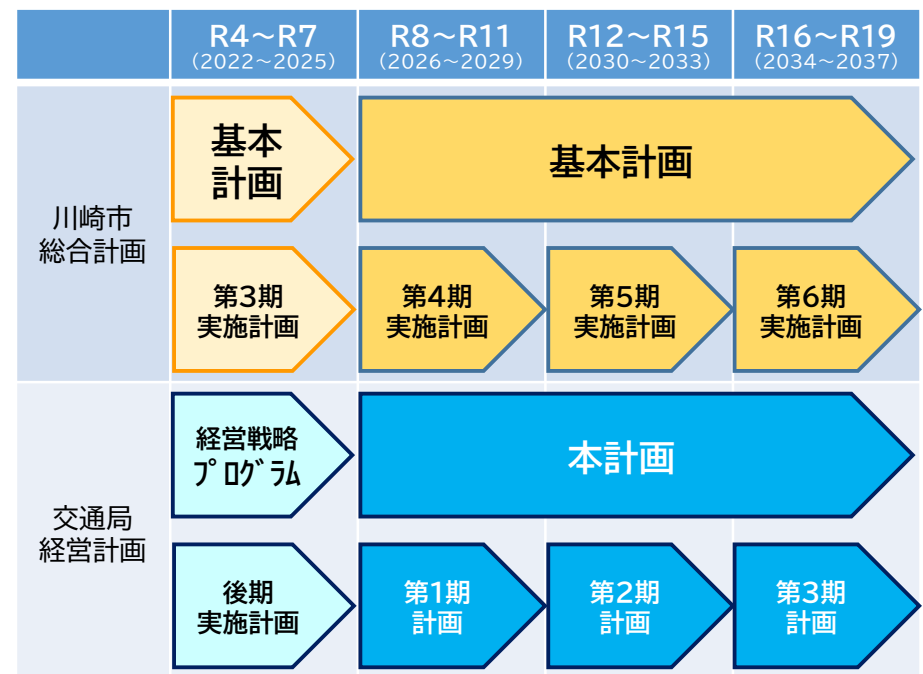 R4～R7
（2022～2025）
R8～R11
（2026～2029）
R12～R15
（2030～2033）
R16～R19
（2034～2037）
川崎市
総合計画
基本
計画
基本計画
第3期
実施計画
第4期
実施計画
第5期
実施計画
第6期
実施計画
交通局
経営計画
経営戦略
ﾌﾟﾛｸﾞﾗﾑ
本計画
後期
実施計画
第1期
計画
第2期
計画
第3期
計画